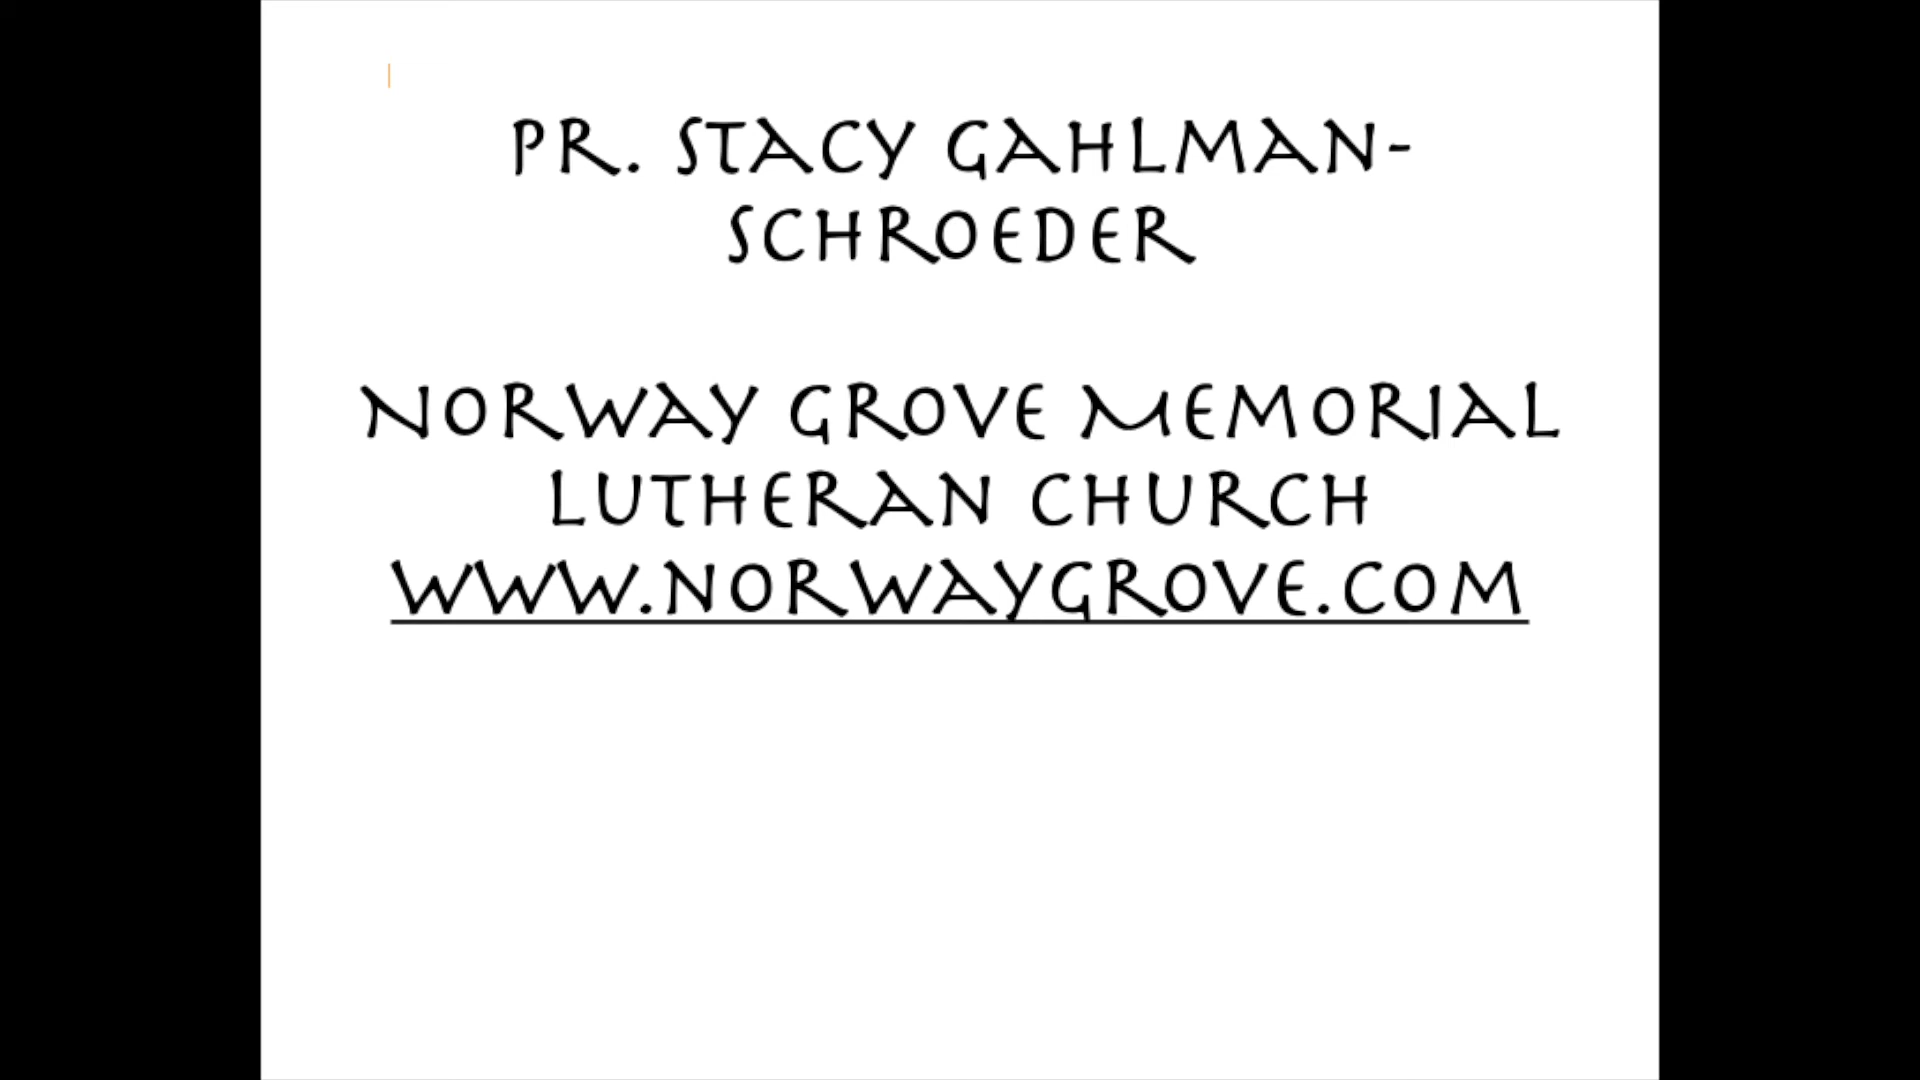 Pr. Stacy Gahlman-
Schroeder
Norway Grove Memorial
Lutheran Church
www.norwaygrove.com